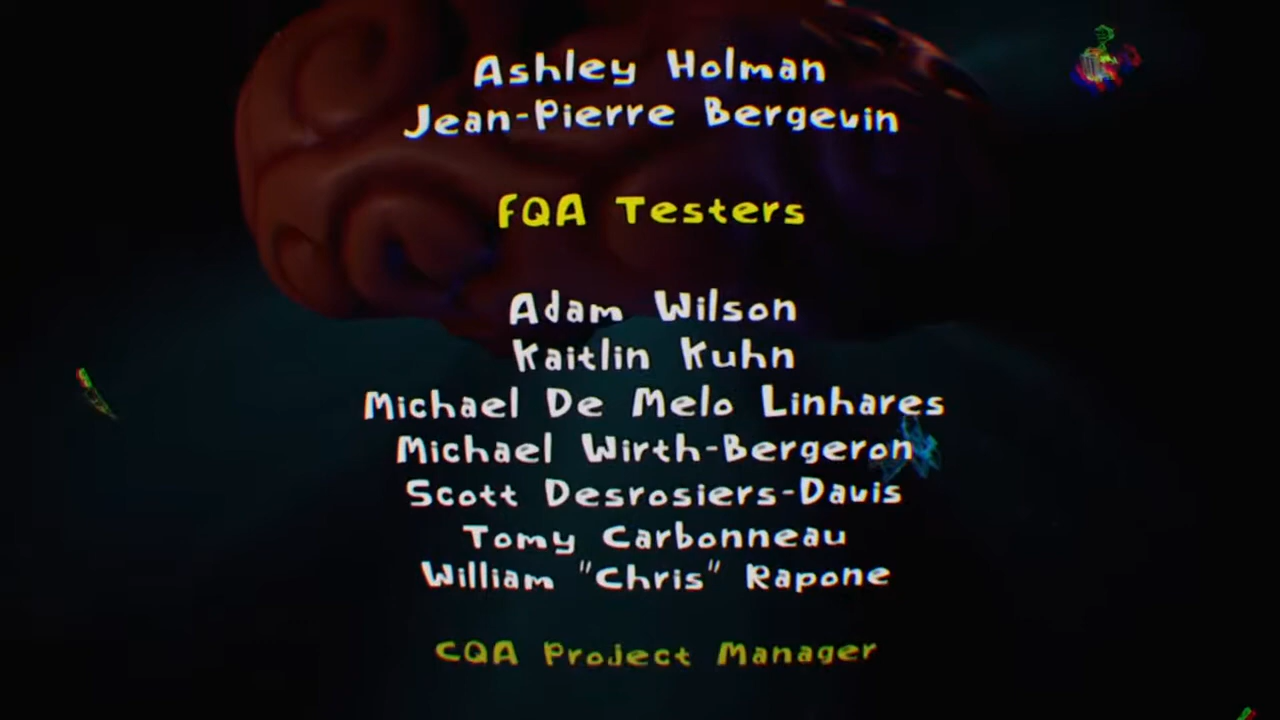 Ashley Holman
Jean-Pierre Bergevin
FQA Testers
Adam Wilson
Kaitlin Kuhn
Michael De Melo Linhares
Michael Wirth-Bergeron
Scott Desrosiers-Davis
Tomy Carbonneau
William "Chris" Rapone
CQA Project Manager